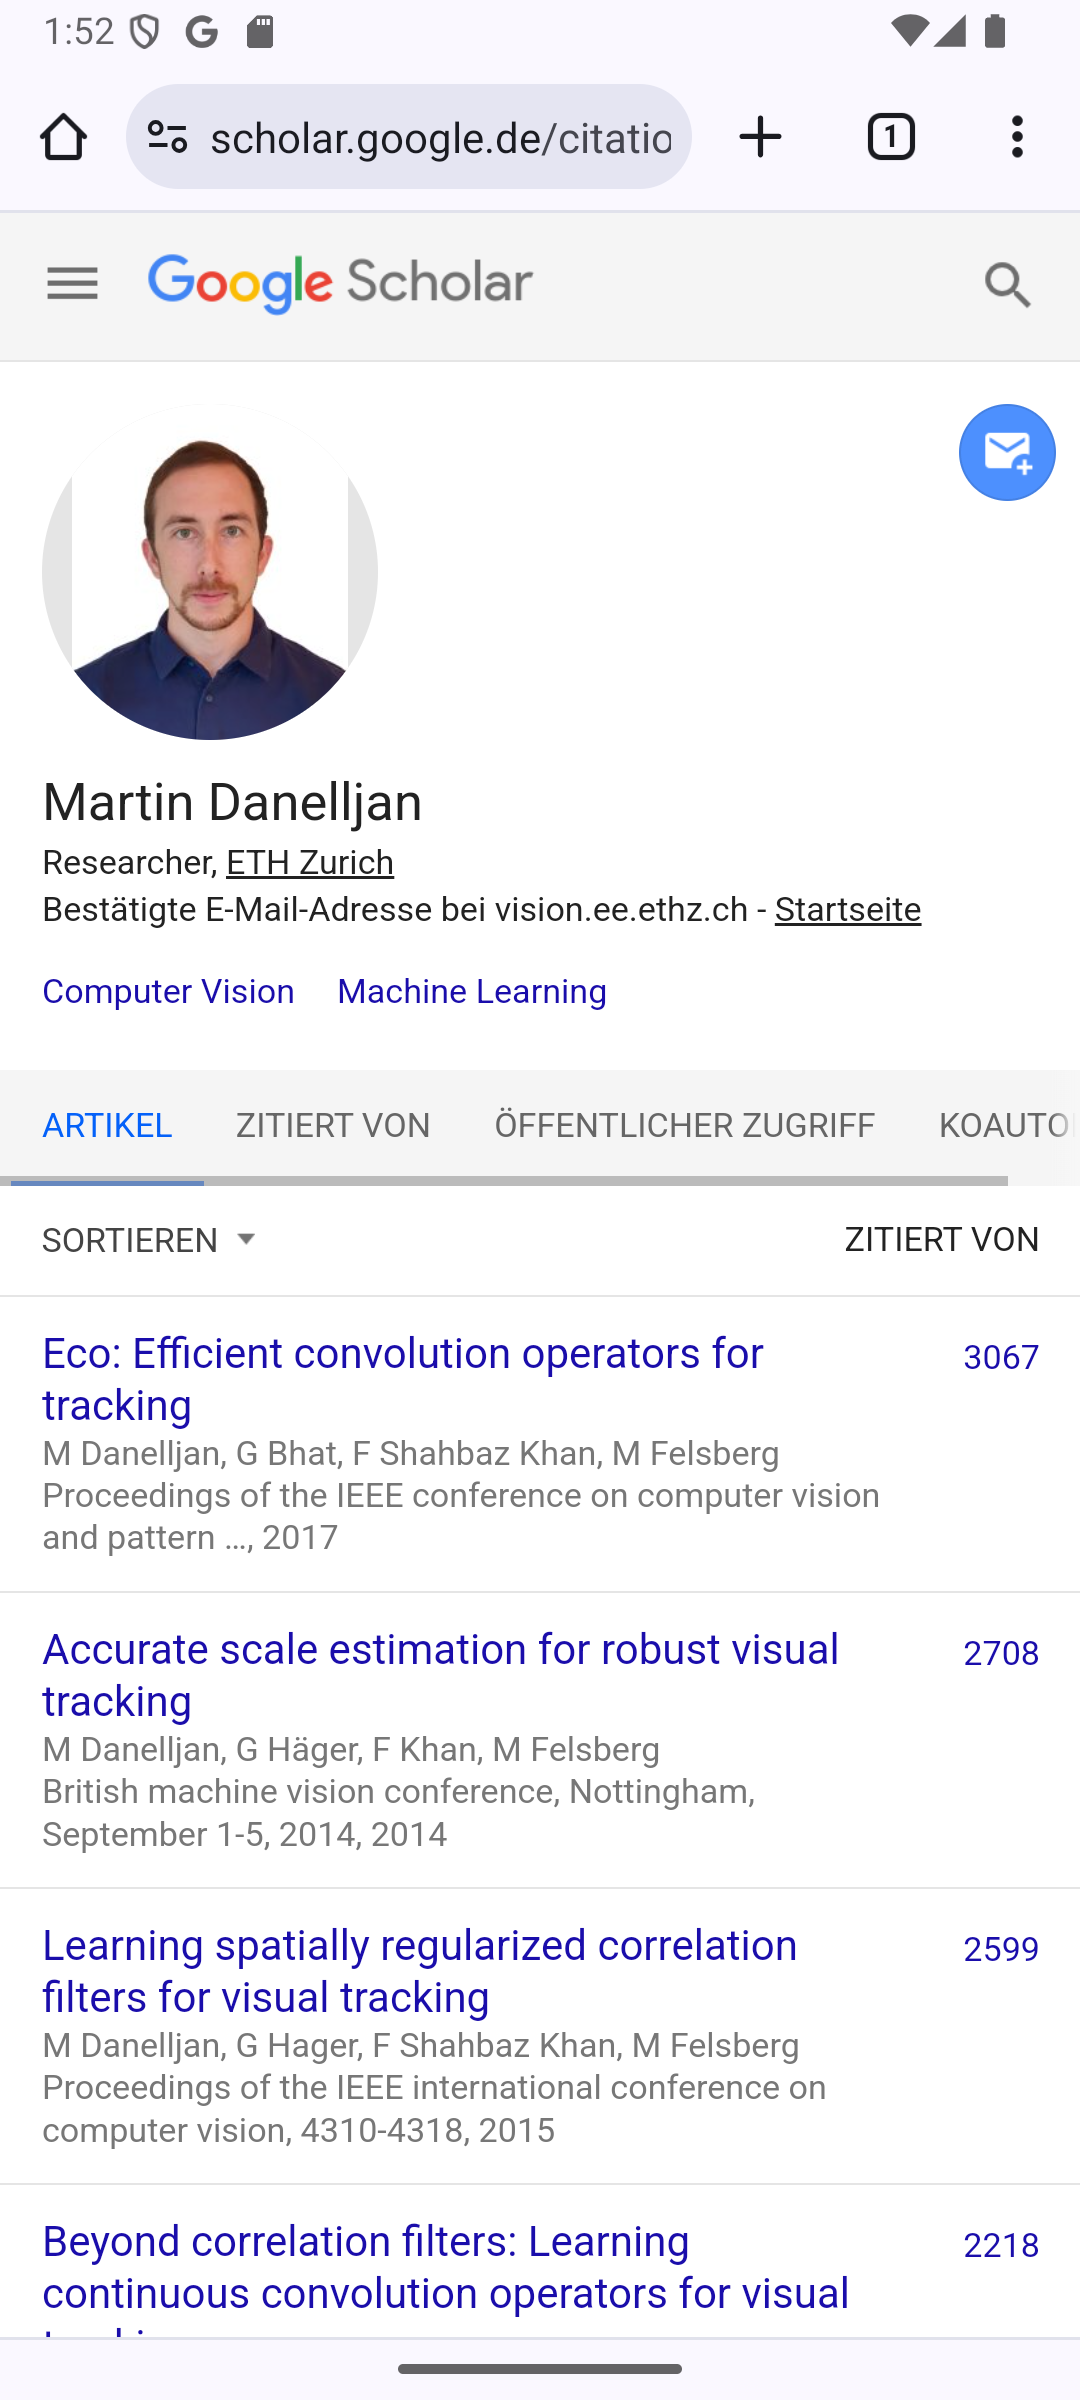 1:52
scholar.google.de/citatio
1
Google Scholar
Martin Danelljan
Researcher, ETH Zurich
Bestätigte E-Mail-Adresse bei vision.ee.ethz.ch - Startseite
Computer Vision Machine Learning
ARTIKEL ZITIERT VON ÖFFENTLICHER ZUGRIFF KOAUTO
SORTIEREN ZITIERT VON
Eco: Efficient convolution operators for 3067
tracking
M Danelljan, G Bhat, F Shahbaz Khan, M Felsberg
Proceedings of the IEEE conference on computer vision
and pattern …, 2017
Accurate scale estimation for robust visual 2708
tracking
M Danelljan, G Häger, F Khan, M Felsberg
British machine vision conference, Nottingham,
September 1-5, 2014, 2014
Learning spatially regularized correlation 2599
filters for visual tracking
M Danelljan, G Hager, F Shahbaz Khan, M Felsberg
Proceedings of the IEEE international conference on
computer vision, 4310-4318, 2015
Beyond correlation filters: Learning 2218
continuous convolution operators for visual